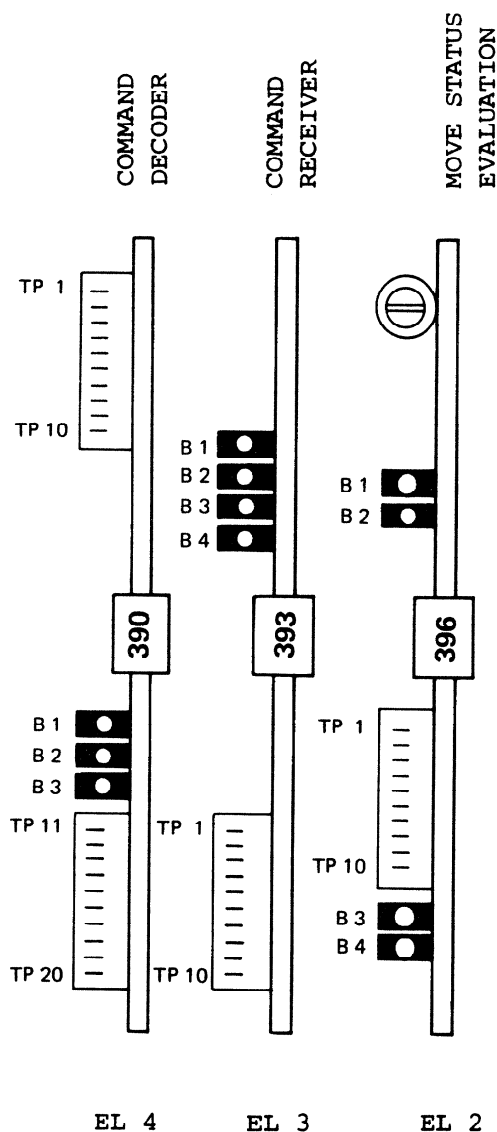 COMMAND
DECODER
COMMAND
RECEIVER
MOVE STATUS
EVALUATION
TP 1
TP 10
390
B 1
B 2
B 3
TP 11
TP 20
EL 4
B 1
B 2
B 3
B 4
393
TP 1
TP 10
EL 3
B 1
B 2
396
TP 1
TP 10
B 3
B 4
EL 2